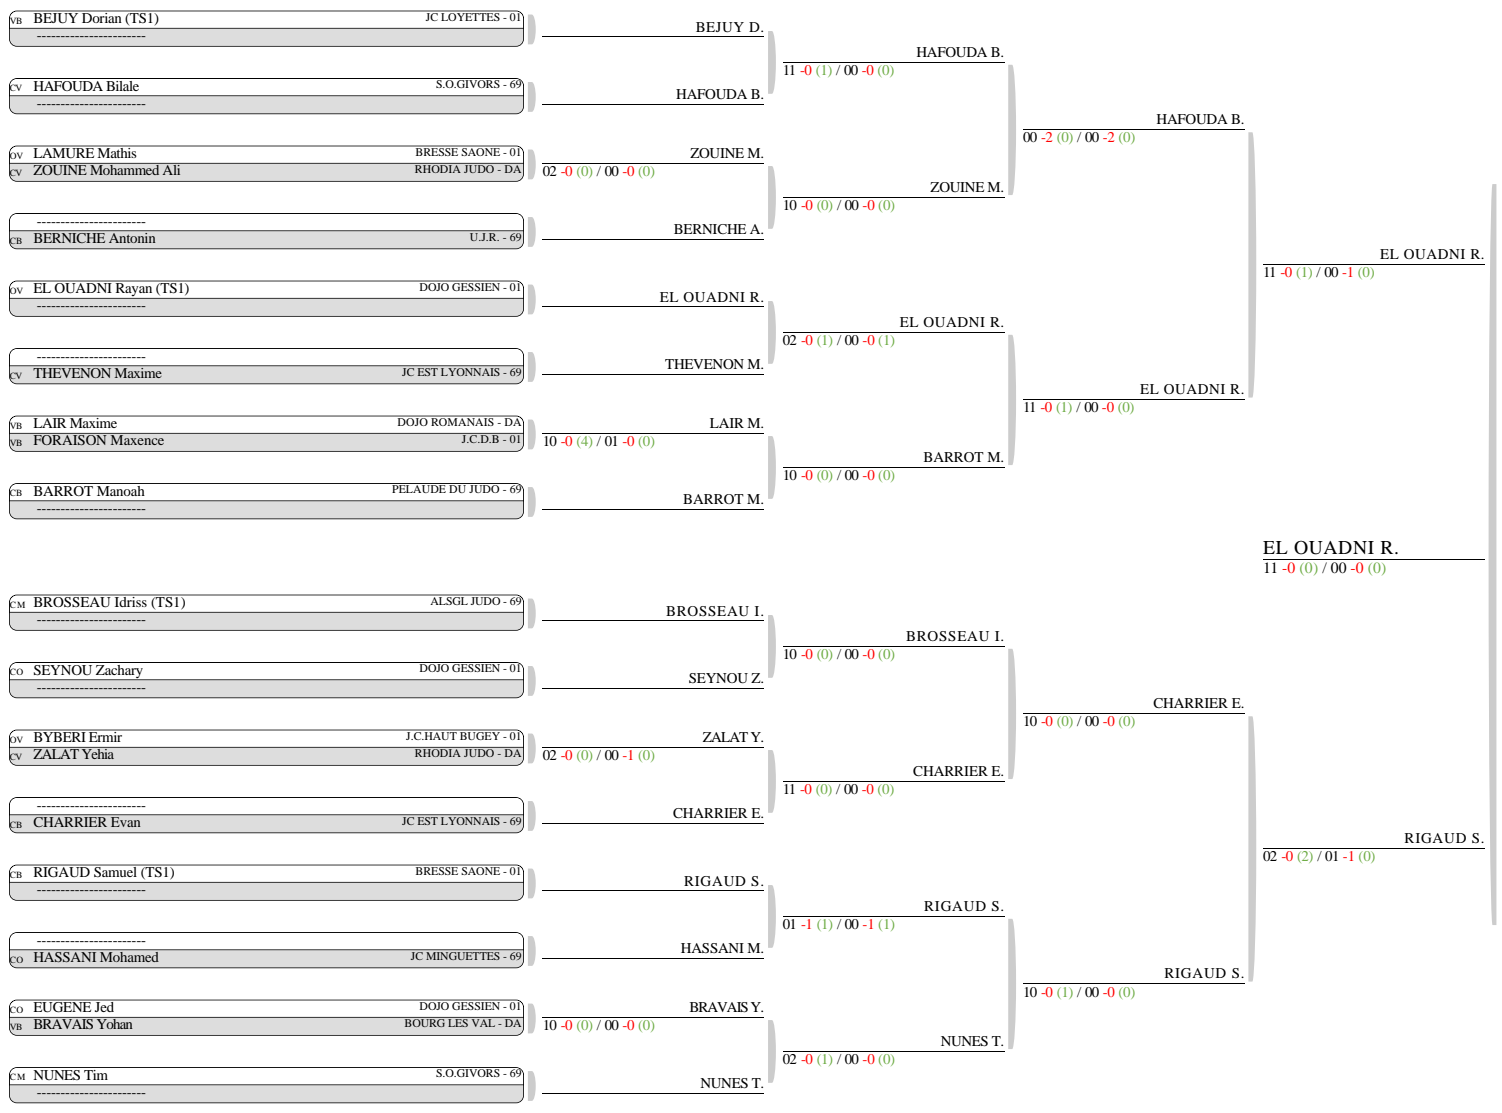 VB BEJUY Dorian (TS1) JC LOYETTES - 01
-----------------------
BEJUY D.
CV HAFOUDA Bilale S.O.GIVORS - 69
-----------------------
HAFOUDA B.
HAFOUDA B.
11 -0 (1) / 00 -0 (0)
OV LAMURE Mathis BRESSE SAONE - 01
CV ZOUINE Mohammed Ali RHODIA JUDO - DA
ZOUINE M.
02 -0 (0) / 00 -0 (0)
-----------------------
CB BERNICHE Antonin U.J.R. - 69
BERNICHE A.
ZOUINE M.
10 -0 (0) / 00 -0 (0)
HAFOUDA B.
00 -2 (0) / 00 -2 (0)
OV EL OUADNI Rayan (TS1) DOJO GESSIEN - 01
-----------------------
EL OUADNI R.
-----------------------
CV THEVENON Maxime JC EST LYONNAIS - 69
THEVENON M.
EL OUADNI R.
02 -0 (1) / 00 -0 (1)
VB LAIR Maxime DOJO ROMANAIS - DA
VB FORAISON Maxence J.C.D.B - 01
LAIR M.
10 -0 (4) / 01 -0 (0)
CB BARROT Manoah PELAUDE DU JUDO - 69
-----------------------
BARROT M.
BARROT M.
10 -0 (0) / 00 -0 (0)
EL OUADNI R.
11 -0 (1) / 00 -0 (0)
EL OUADNI R.
11 -0 (1) / 00 -1 (0)
EL OUADNI R.
11 -0 (0) / 00 -0 (0)
CM BROSSEAU Idriss (TS1) ALSGL JUDO - 69
-----------------------
BROSSEAU I.
CO SEYNOU Zachary DOJO GESSIEN - 01
-----------------------
SEYNOU Z.
BROSSEAU I.
10 -0 (0) / 00 -0 (0)
OV BYBERI Ermir J.C.HAUT BUGEY - 01
CV ZALAT Yehia RHODIA JUDO - DA
ZALAT Y.
02 -0 (0) / 00 -1 (0)
-----------------------
CB CHARRIER Evan JC EST LYONNAIS - 69
CHARRIER E.
CHARRIER E.
11 -0 (0) / 00 -0 (0)
CHARRIER E.
10 -0 (0) / 00 -0 (0)
CB RIGAUD Samuel (TS1) BRESSE SAONE - 01
-----------------------
RIGAUD S.
-----------------------
CO HASSANI Mohamed JC MINGUETTES - 69
HASSANI M.
RIGAUD S.
01 -1 (1) / 00 -1 (1)
CO EUGENE Jed DOJO GESSIEN - 01
VB BRAVAIS Yohan BOURG LES VAL - DA
BRAVAIS Y.
10 -0 (0) / 00 -0 (0)
CM NUNES Tim S.O.GIVORS - 69
-----------------------
NUNES T.
NUNES T.
02 -0 (1) / 00 -0 (0)
RIGAUD S.
10 -0 (1) / 00 -0 (0)
RIGAUD S.
02 -0 (2) / 01 -1 (0)